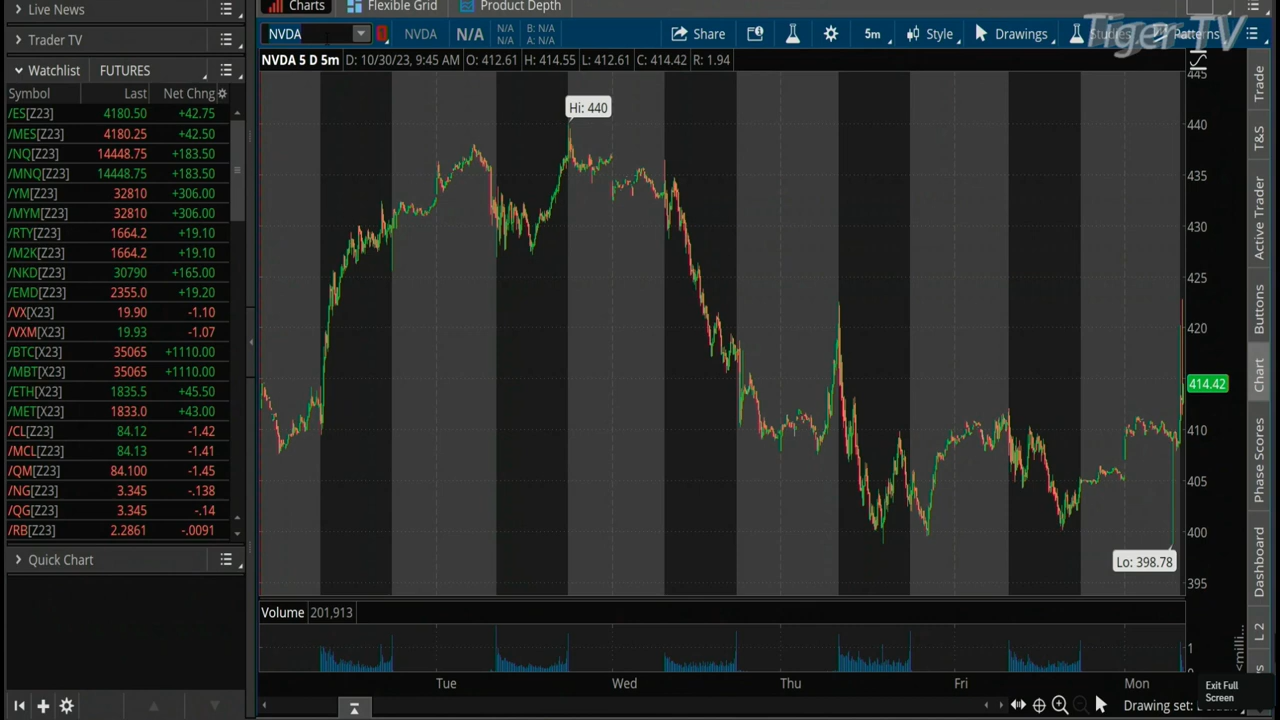 Live News
Charts
Flexible Grid
Product Depth
Tiger TV
Trader TV
NVDA
NVDA
N/A
N/A
N/A
B: N/A
A: N/A
Share
5m
Style
Drawings
Studies
Patterns
Watchlist
FUTURES
NVDA 5 D 5m
D: 10/30/23, 9:45 AM
O: 412.61
H: 414.55
L: 412.61
C: 414.42
R: 1.94
Symbol
Last
Net Chng
/ES[Z23] 4180.50 +42.75
/MES[Z23] 4180.25 +42.50
/NQ[Z23] 14448.75 +183.50
/MNQ[Z23] 14448.75 +183.50
/YM[Z23] 32810 +306.00
/MYM[Z23] 32810 +306.00
/RTY[Z23] 1664.2 +19.10
/M2K[Z23] 1664.2 +19.10
/NKD[Z23] 30790 +165.00
/EMD[Z23] 2355.0 +19.20
/VX[X23] 19.90 -1.10
/VXM[X23] 19.93 -1.07
/BTC[X23] 35065 +1110.00
/MBT[X23] 35065 +1110.00
/ETH[X23] 1835.5 +45.50
/MET[X23] 1833.0 +43.00
/CL[Z23] 84.12 -1.42
/MCL[Z23] 84.13 -1.41
/QM[Z23] 84.100 -1.45
/NG[Z23] 3.345 -.138
/QG[Z23] 3.345 -.14
/RB[Z23] 2.2861 -.0091
Quick Chart
Hi: 440
Lo: 398.78
445
440
435
430
425
420
414.42
410
405
400
395
Volume
201,913
1
0
<milli...
Tue
Wed
Thu
Fri
Mon
Trade
T&S
Active Trader
Buttons
Chart
Phase Scores
Dashboard
L 2
Exit Full
Screen
Drawing set: